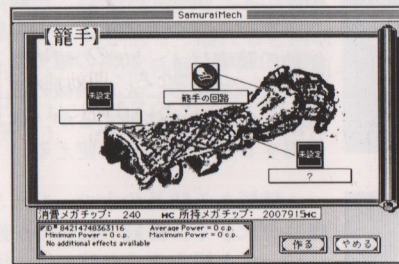 SamuraiMech
【籠手】
未設定
?
籠手の回路
未設定
?
消費メガチップ: 240 MC 所持メガチップ: 2007915MC
ID# 84214748363116 Average Power = 0 c.p.
Minimum Power = 0 c.p. Maximum Power = 0 c.p.
No additional effects available
作る やめる